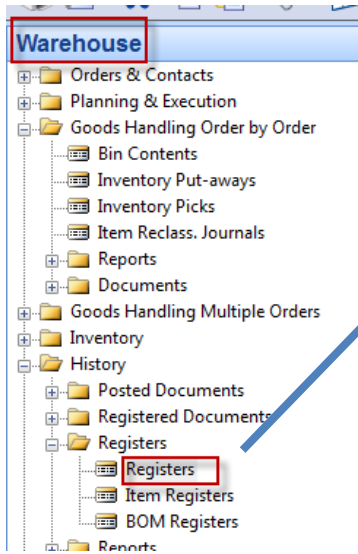 Warehouse
Orders & Contacts
Planning & Execution
Goods Handling Order by Order
Bin Contents
Inventory Put-aways
Inventory Picks
Item Reclass. Journals
Reports
Documents
Goods Handling Multiple Orders
Inventory
History
Posted Documents
Registered Documents
Registers
Registers
Item Registers
BOM Registers
Reports